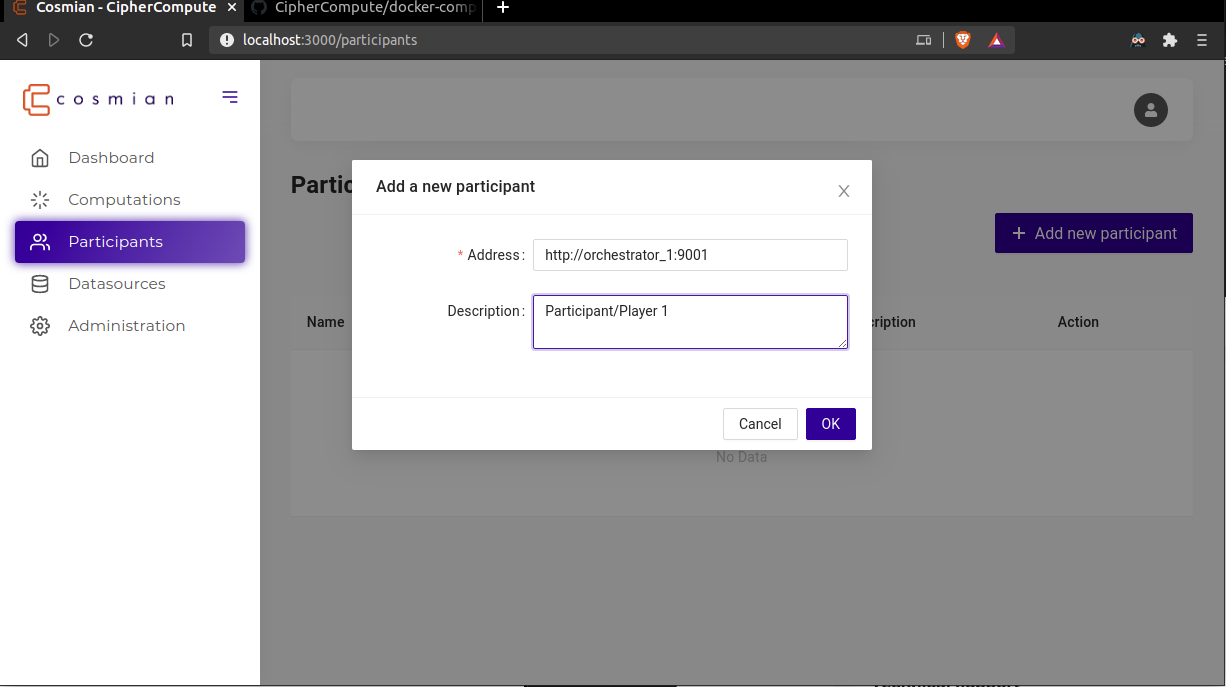 Cosmian - CipherCompute
CipherCompute/docker-comp
localhost:3000/participants
cosmian
Dashboard
Computations
Participants
Datasources
Administration
Partic
Add new participant
Name
cription
Action
No Data
Add a new participant
* Address:
http://orchestrator_1:9001
Description:
Participant/Player 1
Cancel
OK